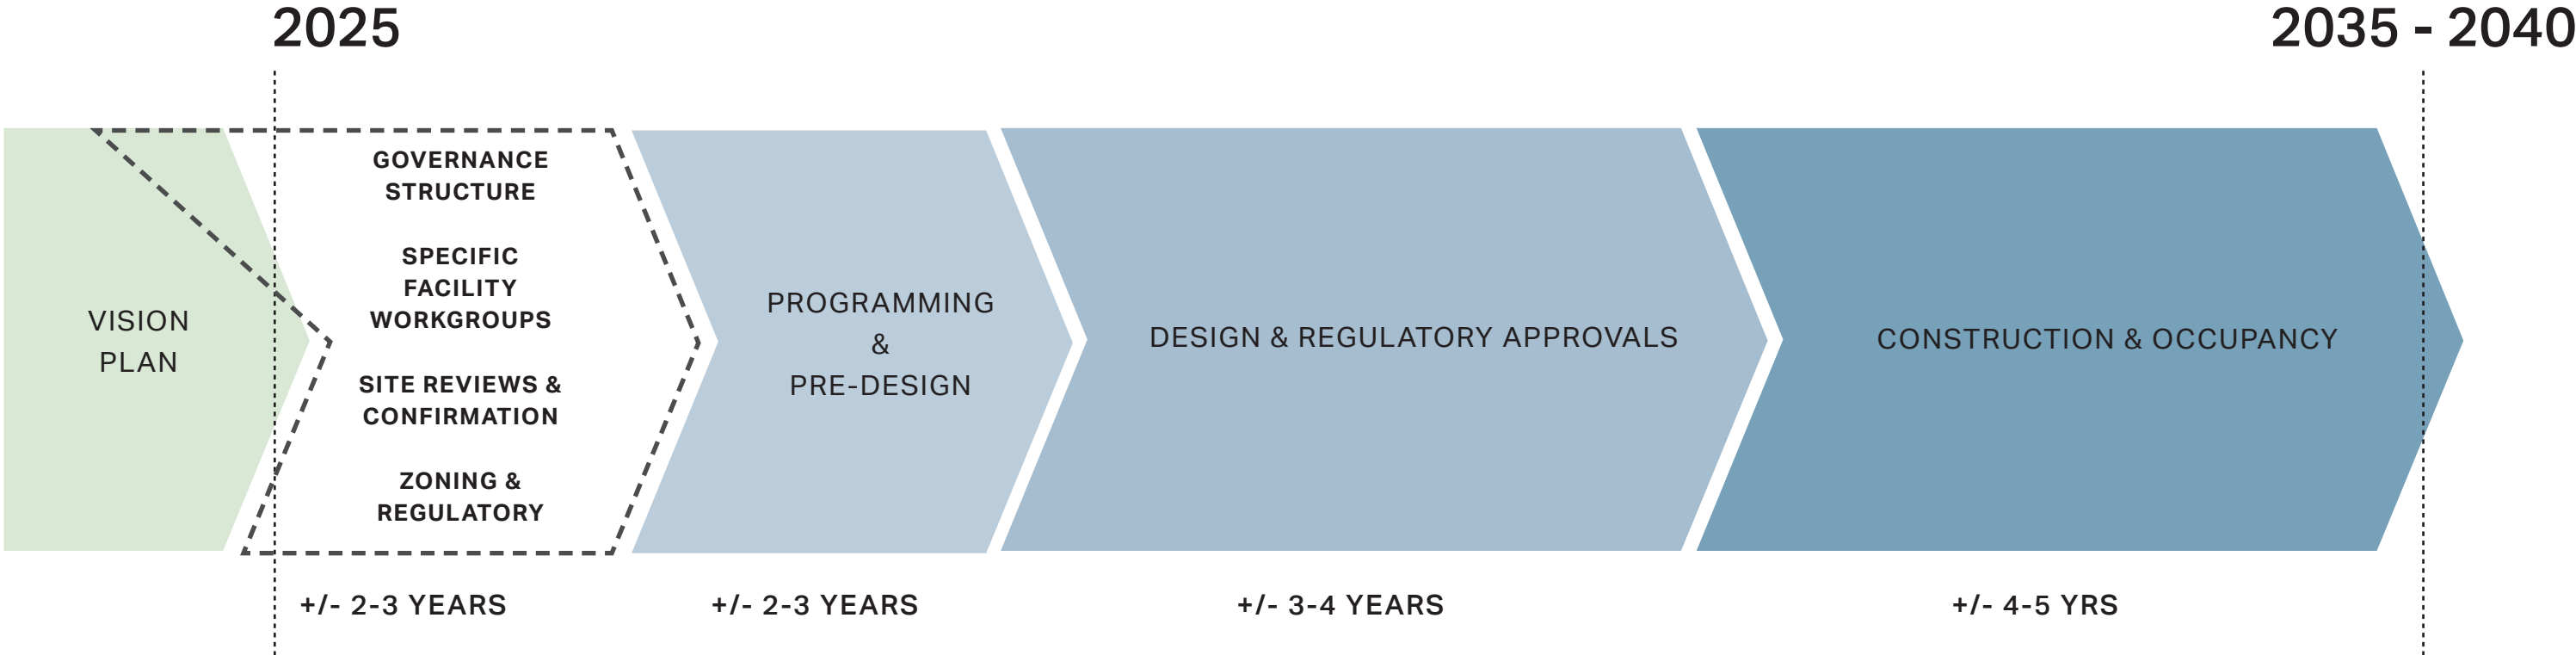 2025
2035 - 2040
VISION
PLAN
GOVERNANCE
STRUCTURE
SPECIFIC
FACILITY
WORKGROUPS
SITE REVIEWS &
CONFIRMATION
ZONING &
REGULATORY
PROGRAMMING
&
PRE-DESIGN
DESIGN & REGULATORY APPROVALS
CONSTRUCTION & OCCUPANCY
+/- 2-3 YEARS
+/- 2-3 YEARS
+/- 3-4 YEARS
+/- 4-5 YRS